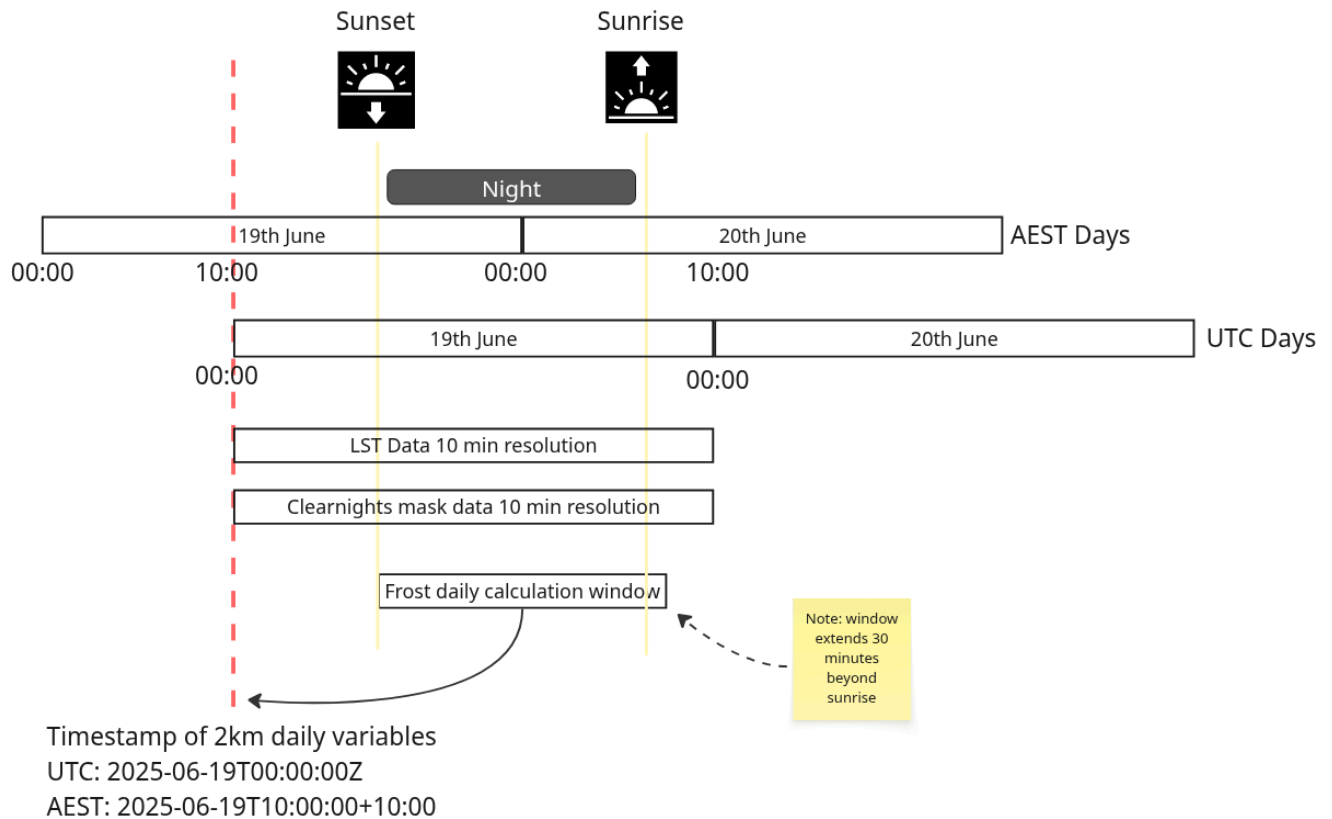 Sunset
Sunrise
Night
19th June
20th June
AEST Days
00:00
10:00
00:00
10:00
19th June
20th June
UTC Days
00:00
00:00
LST Data 10 min resolution
Clearnights mask data 10 min resolution
Frost daily calculation window
Note: window
extends 30
minutes
beyond
sunrise
Timestamp of 2km daily variables
UTC: 2025-06-19T00:00:00Z
AEST: 2025-06-19T10:00:00+10:00